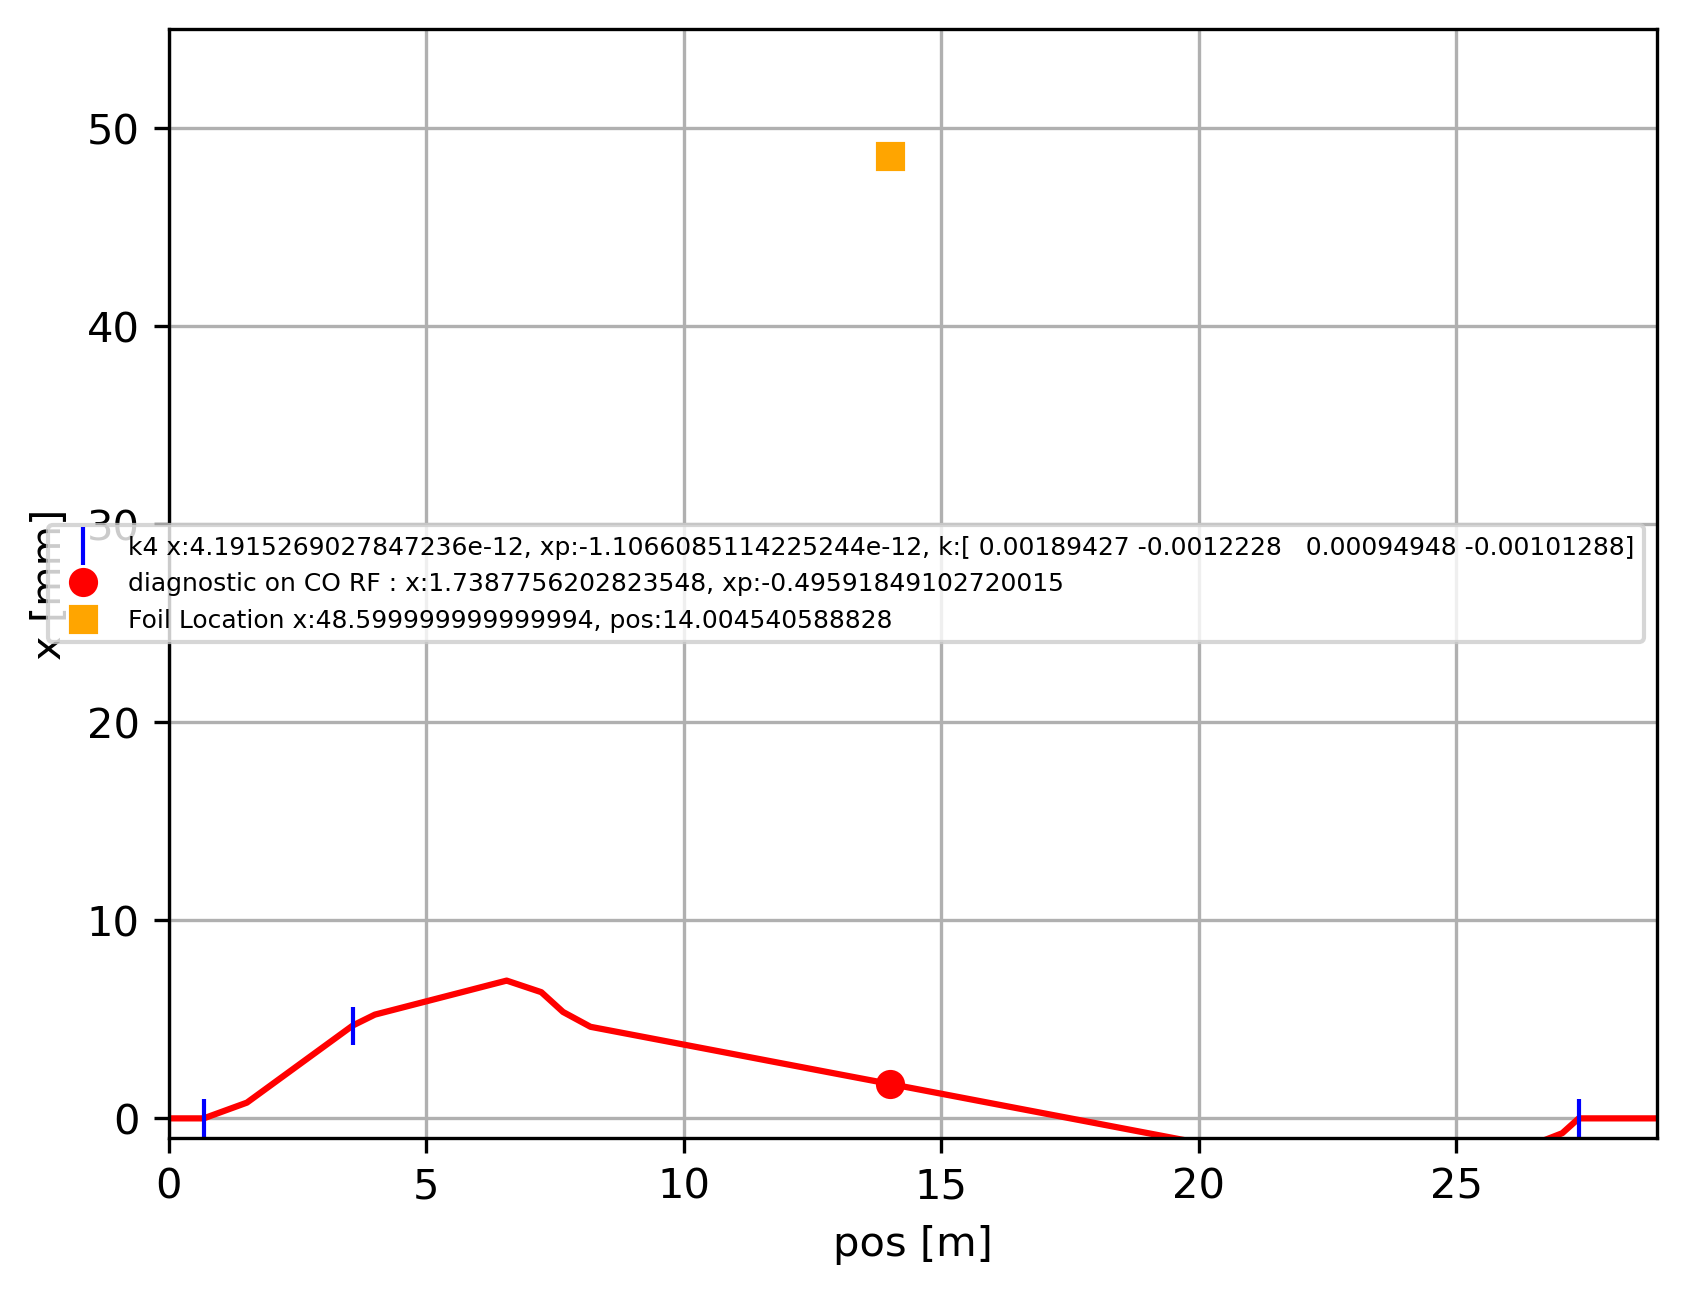 50
40
30
20
10
0
x [mm]
k4 x:4.1915269027847236e-12, xp:-1.1066085114225244e-12, k:[ 0.00189427 -0.0012228   0.00094948 -0.00101288]
diagnostic on CO RF : x:1.7387756202823548, xp:-0.49591849102720015
Foil Location x:48.599999999999994, pos:14.004540588828
0 5 10 15 20 25
pos [m]